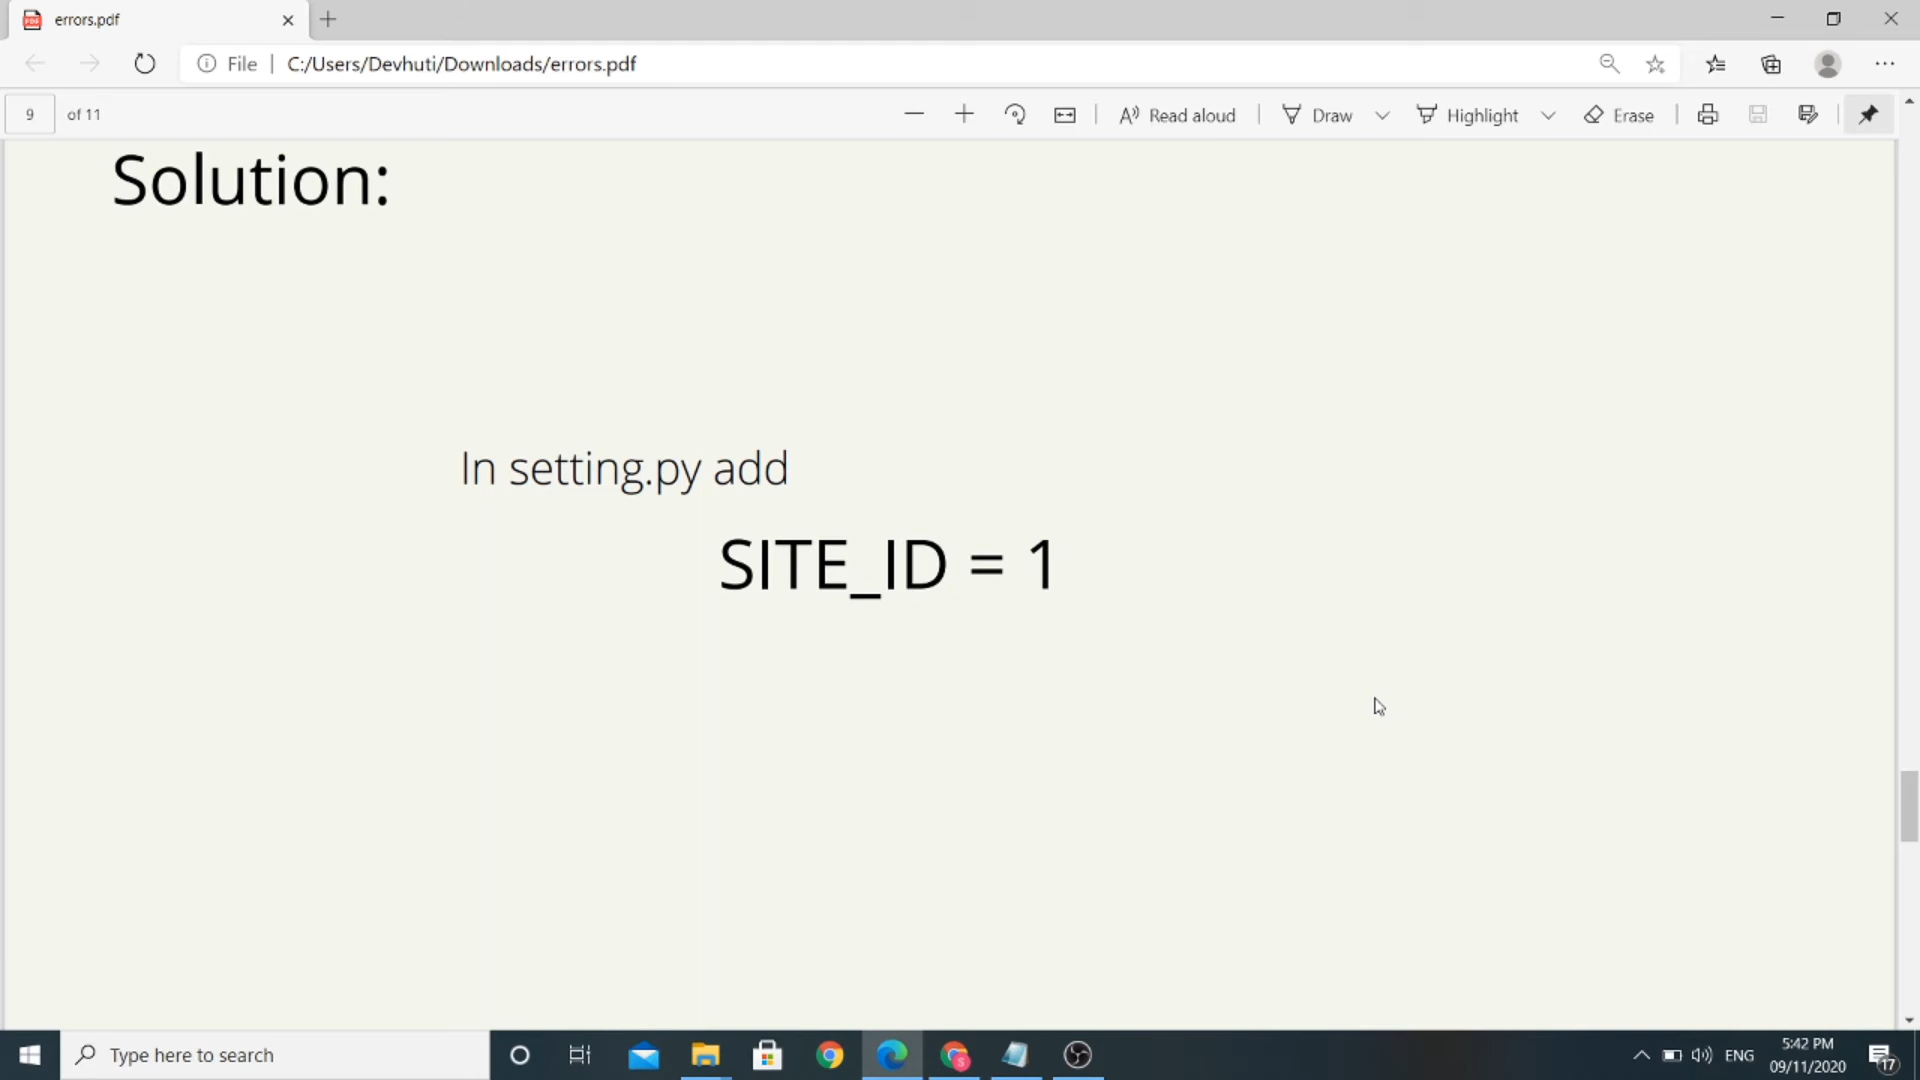 errors.pdf
File | C:/Users/Devhuti/Downloads/errors.pdf
9 of 11
Read aloud
Draw
Highlight
Erase
Solution:
In setting.py add
SITE_ID = 1
Type here to search
ENG
5:42 PM
09/11/2020
17